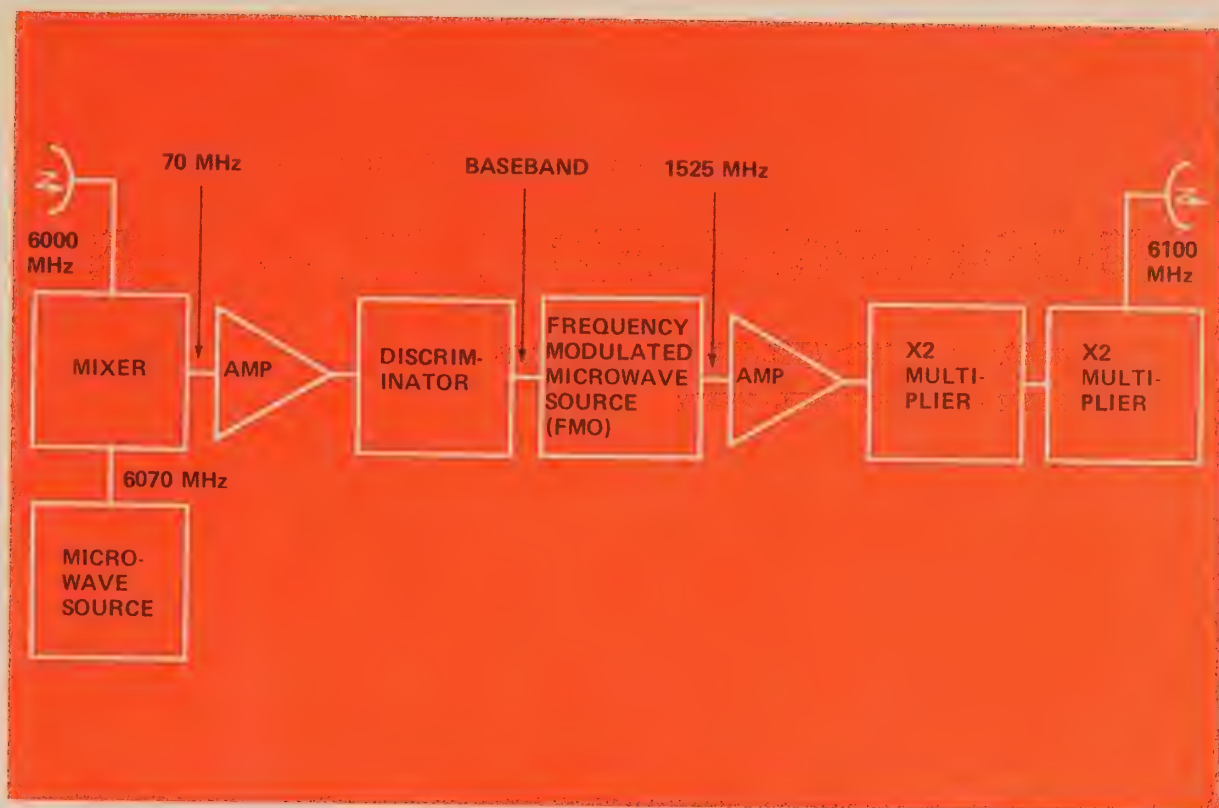 70 MHz
BASEBAND
1525 MHz
6000
MHz
6100
MHz
MIXER
AMP
DISCRIM-
INATOR
FREQUENCY
MODULATED
MICROWAVE
SOURCE
(FMO)
AMP
X2
MULTI-
PLIER
X2
MULTI-
PLIER
6070 MHz
MICRO-
WAVE
SOURCE